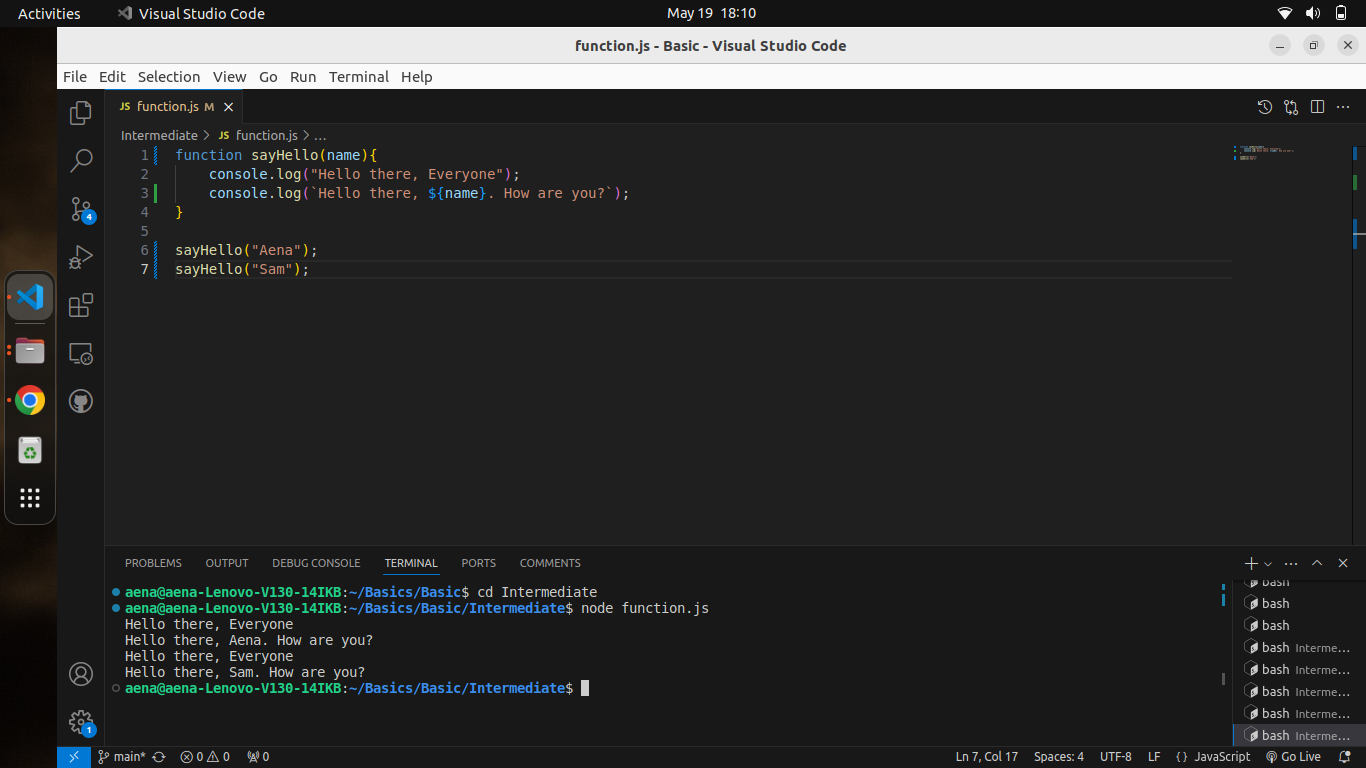 Activities
Visual Studio Code
May 19 18:10
function.js - Basic - Visual Studio Code
File Edit Selection View Go Run Terminal Help
JS function.js M
Intermediate > JS function.js > ...
1 function sayHello(name){
2     console.log("Hello there, Everyone");
3     console.log(`Hello there, ${name}. How are you?`);
4 }
5
6 sayHello("Aena");
7 sayHello("Sam");
4
PROBLEMS OUTPUT DEBUG CONSOLE TERMINAL PORTS COMMENTS
aena@aena-Lenovo-V130-14IKB:~/Basics/Basic$ cd Intermediate
aena@aena-Lenovo-V130-14IKB:~/Basics/Basic/Intermediate$ node function.js
Hello there, Everyone
Hello there, Aena. How are you?
Hello there, Everyone
Hello there, Sam. How are you?
aena@aena-Lenovo-V130-14IKB:~/Basics/Basic/Intermediate$
bash
bash
bash
bash Interme...
bash Interme...
bash Interme...
bash Interme...
bash Interme...
1
main* 0 0 0
Ln 7, Col 17 Spaces: 4 UTF-8 LF {} JavaScript Go Live